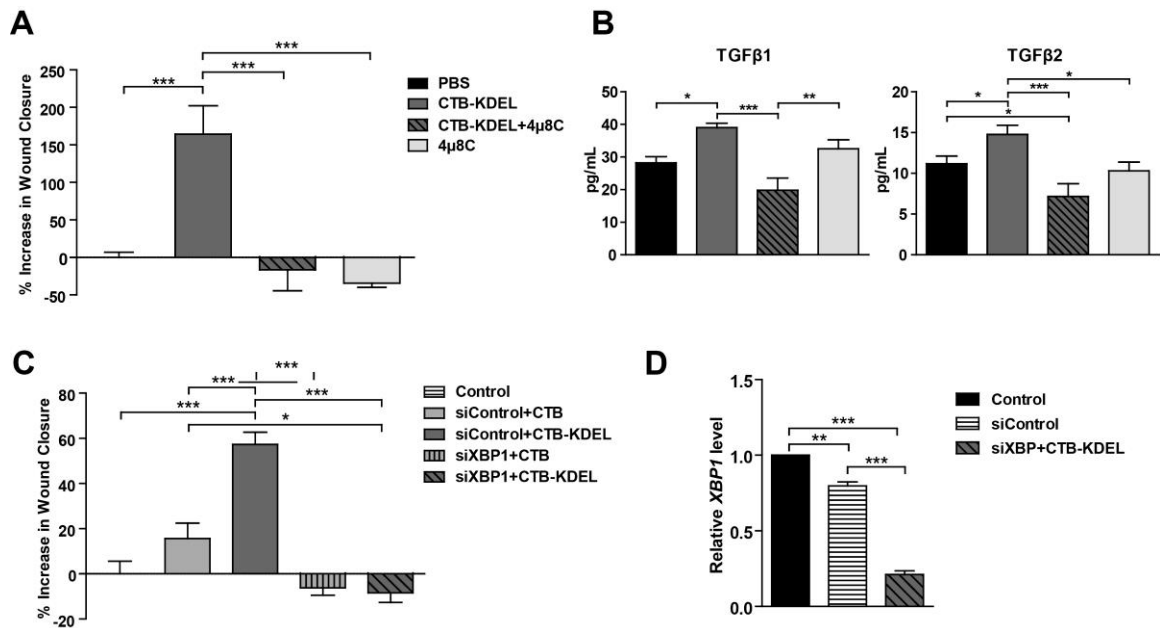 A
% Increase in Wound Closure
250
200
150
100
50
0
-50
***
***
***
PBS
CTB-KDEL
CTB-KDEL+4µ8C
4µ8C
B
TGFβ1
pg/mL
50
40
30
20
10
0
*
***
**
TGFβ2
pg/mL
20
15
10
5
0
*
***
*
*
C
% Increase in Wound Closure
80
60
40
20
0
-20
***
***
***
***
*
Control
siControl+CTB
siControl+CTB-KDEL
siXBP1+CTB
siXBP1+CTB-KDEL
D
Relative XBP1 level
1.5
1.0
0.5
0.0
***
**
***
Control
siControl
siXBP+CTB-KDEL